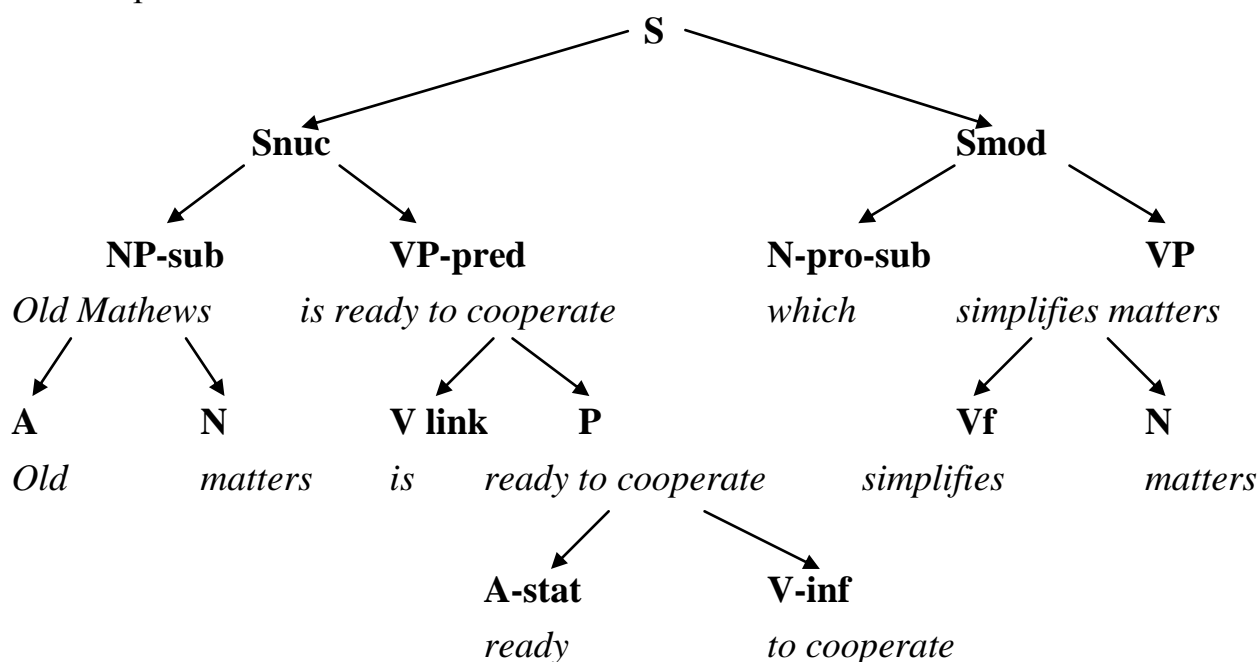 S
Snuc Smod
NP-sub VP-pred N-pro-sub VP
Old Mathews is ready to cooperate which simplifies matters
A N V link P Vf N
Old matters is ready to cooperate simplifies matters
A-stat V-inf
ready to cooperate